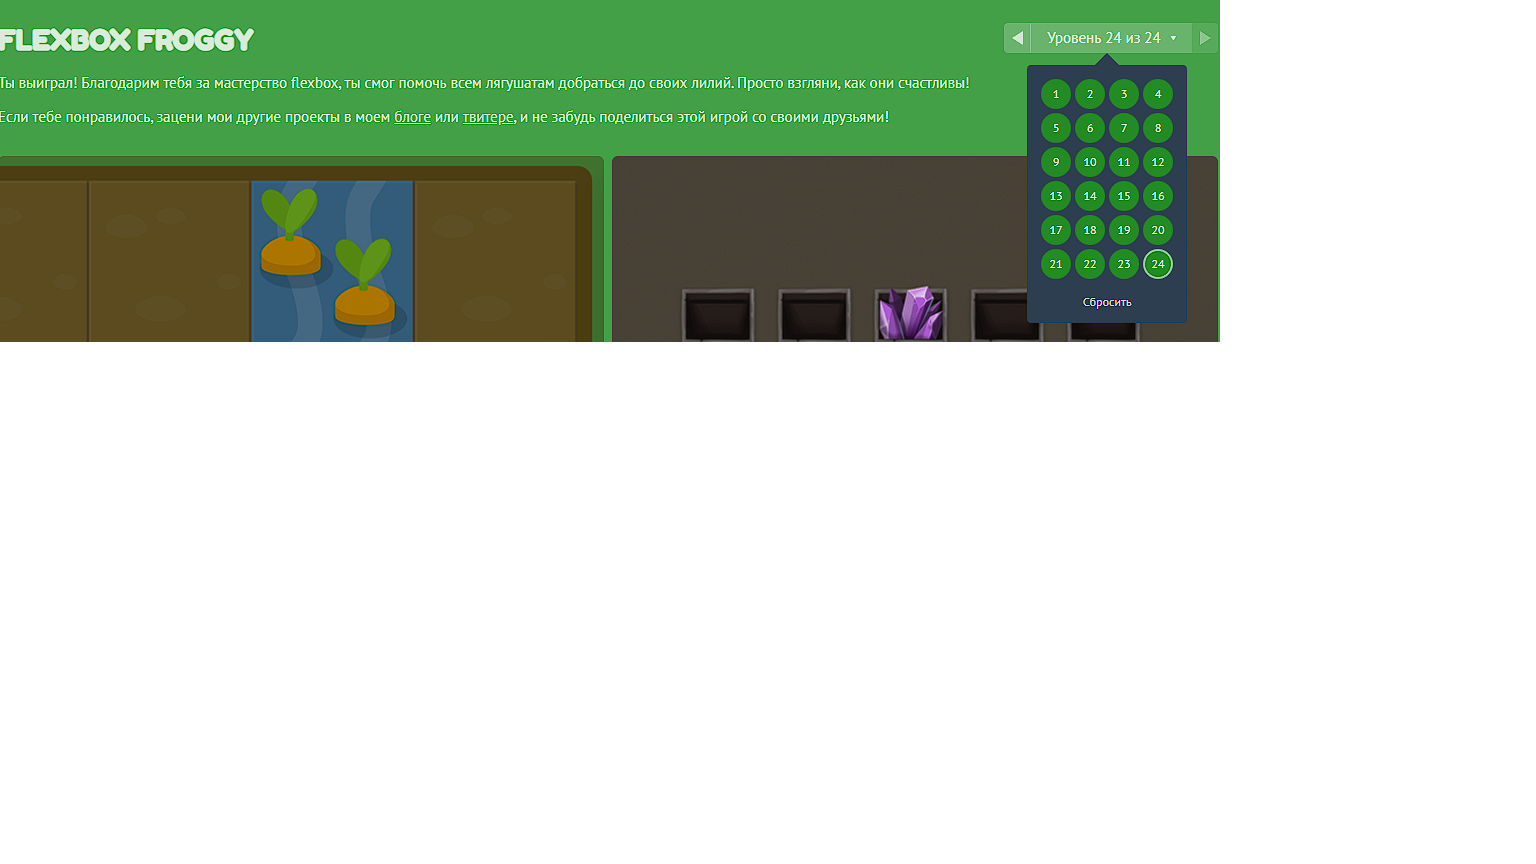 FLEXBOX FROGGY
Уровень 24 из 24
Ты выиграл! Благодарим тебя за мастерство flexbox, ты смог помочь всем лягушатам добраться до своих лилий. Просто взгляни, как они счастливы!
Если тебе понравилось, зацени мои другие проекты в моем блоге или твитере, и не забудь поделиться этой игрой со своими друзьями!
1 2 3 4
5 6 7 8
9 10 11 12
13 14 15 16
17 18 19 20
21 22 23 24
Сбросить